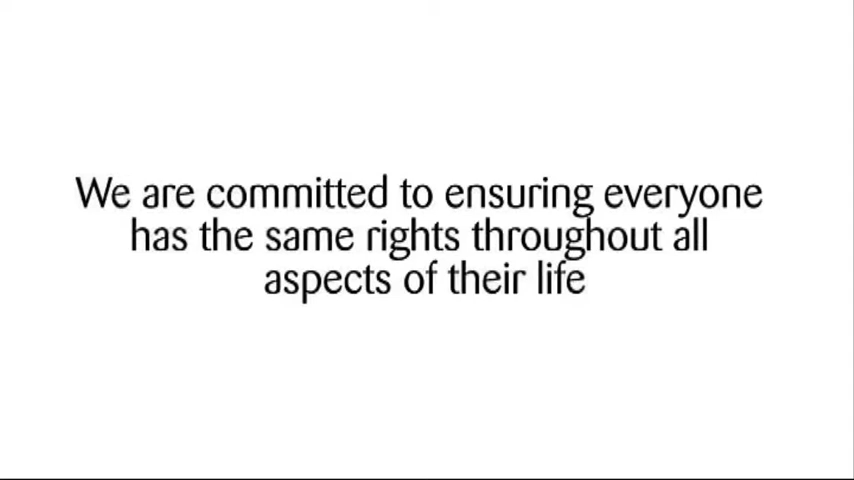 We are committed to ensuring everyone
has the same rights throughout all
aspects of their life